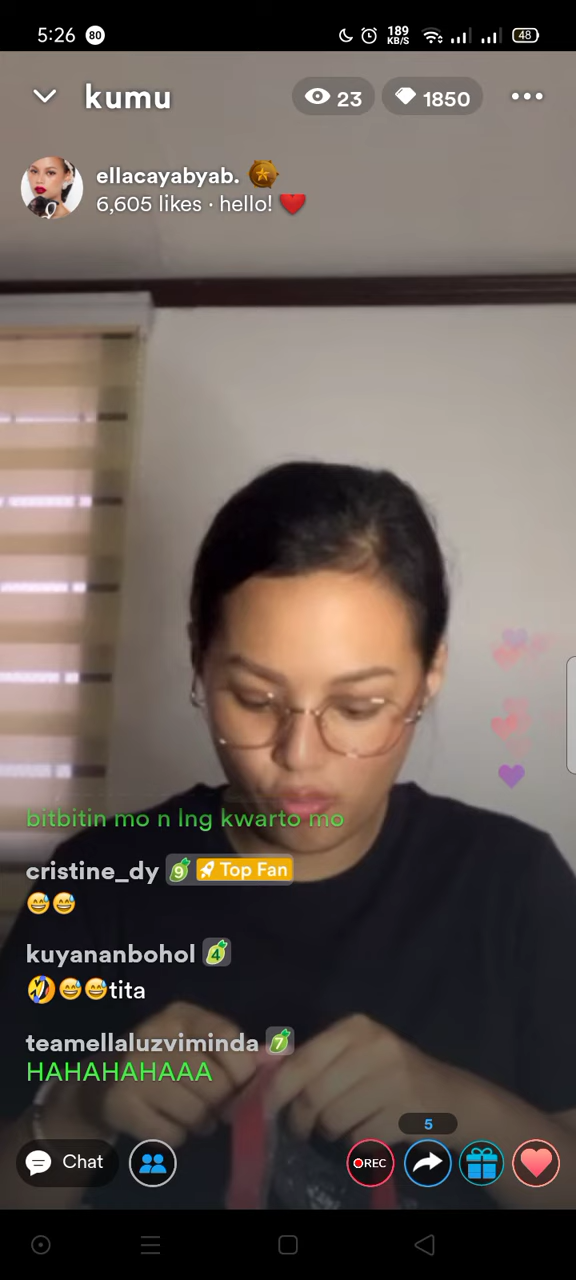 5:26 80 189 KB/S 48
kumu 23 1850
ellacayabyab.
6,605 likes · hello! ❤️
bitbitin mo n lng kwarto mo
cristine_dy 9 Top Fan
😅😅
kuyananbohol 4
🤣😅😅tita
teamellaluzviminda 7
HAHAHAHAAA
5
Chat REC